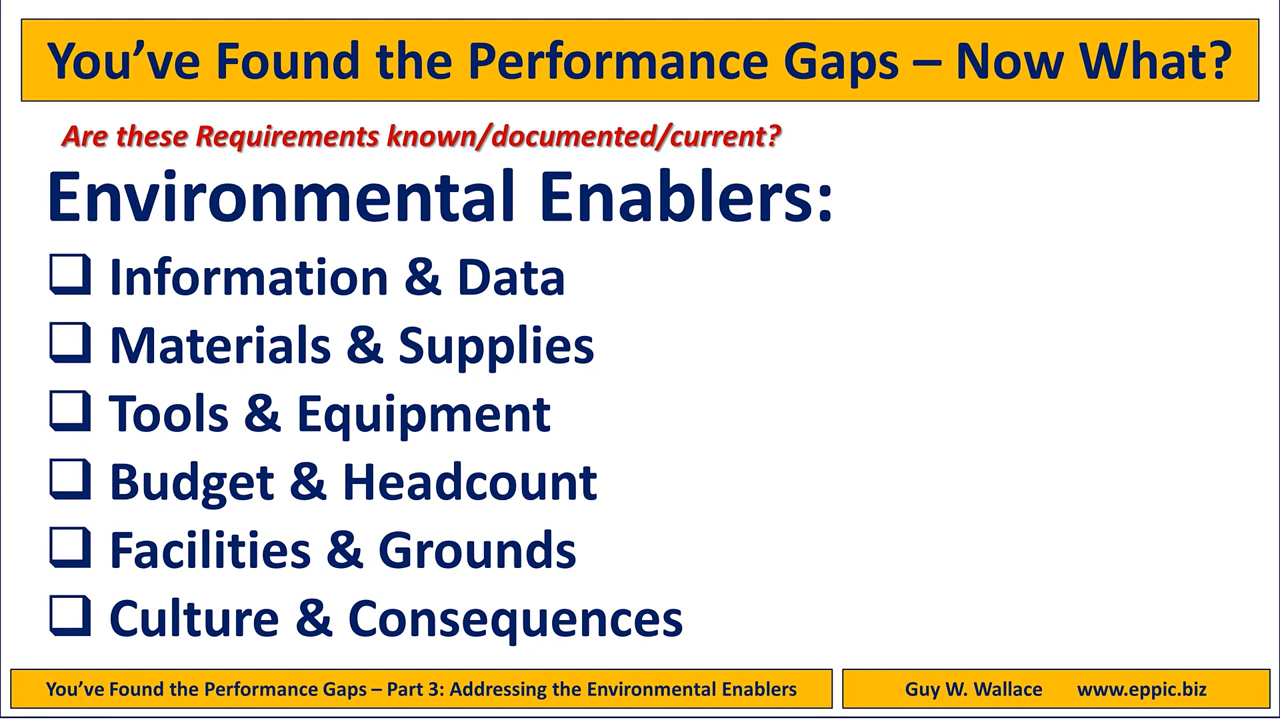 You’ve Found the Performance Gaps – Now What?
Are these Requirements known/documented/current?
Environmental Enablers:
❑ Information & Data
❑ Materials & Supplies
❑ Tools & Equipment
❑ Budget & Headcount
❑ Facilities & Grounds
❑ Culture & Consequences
You’ve Found the Performance Gaps – Part 3: Addressing the Environmental Enablers
Guy W. Wallace www.eppic.biz